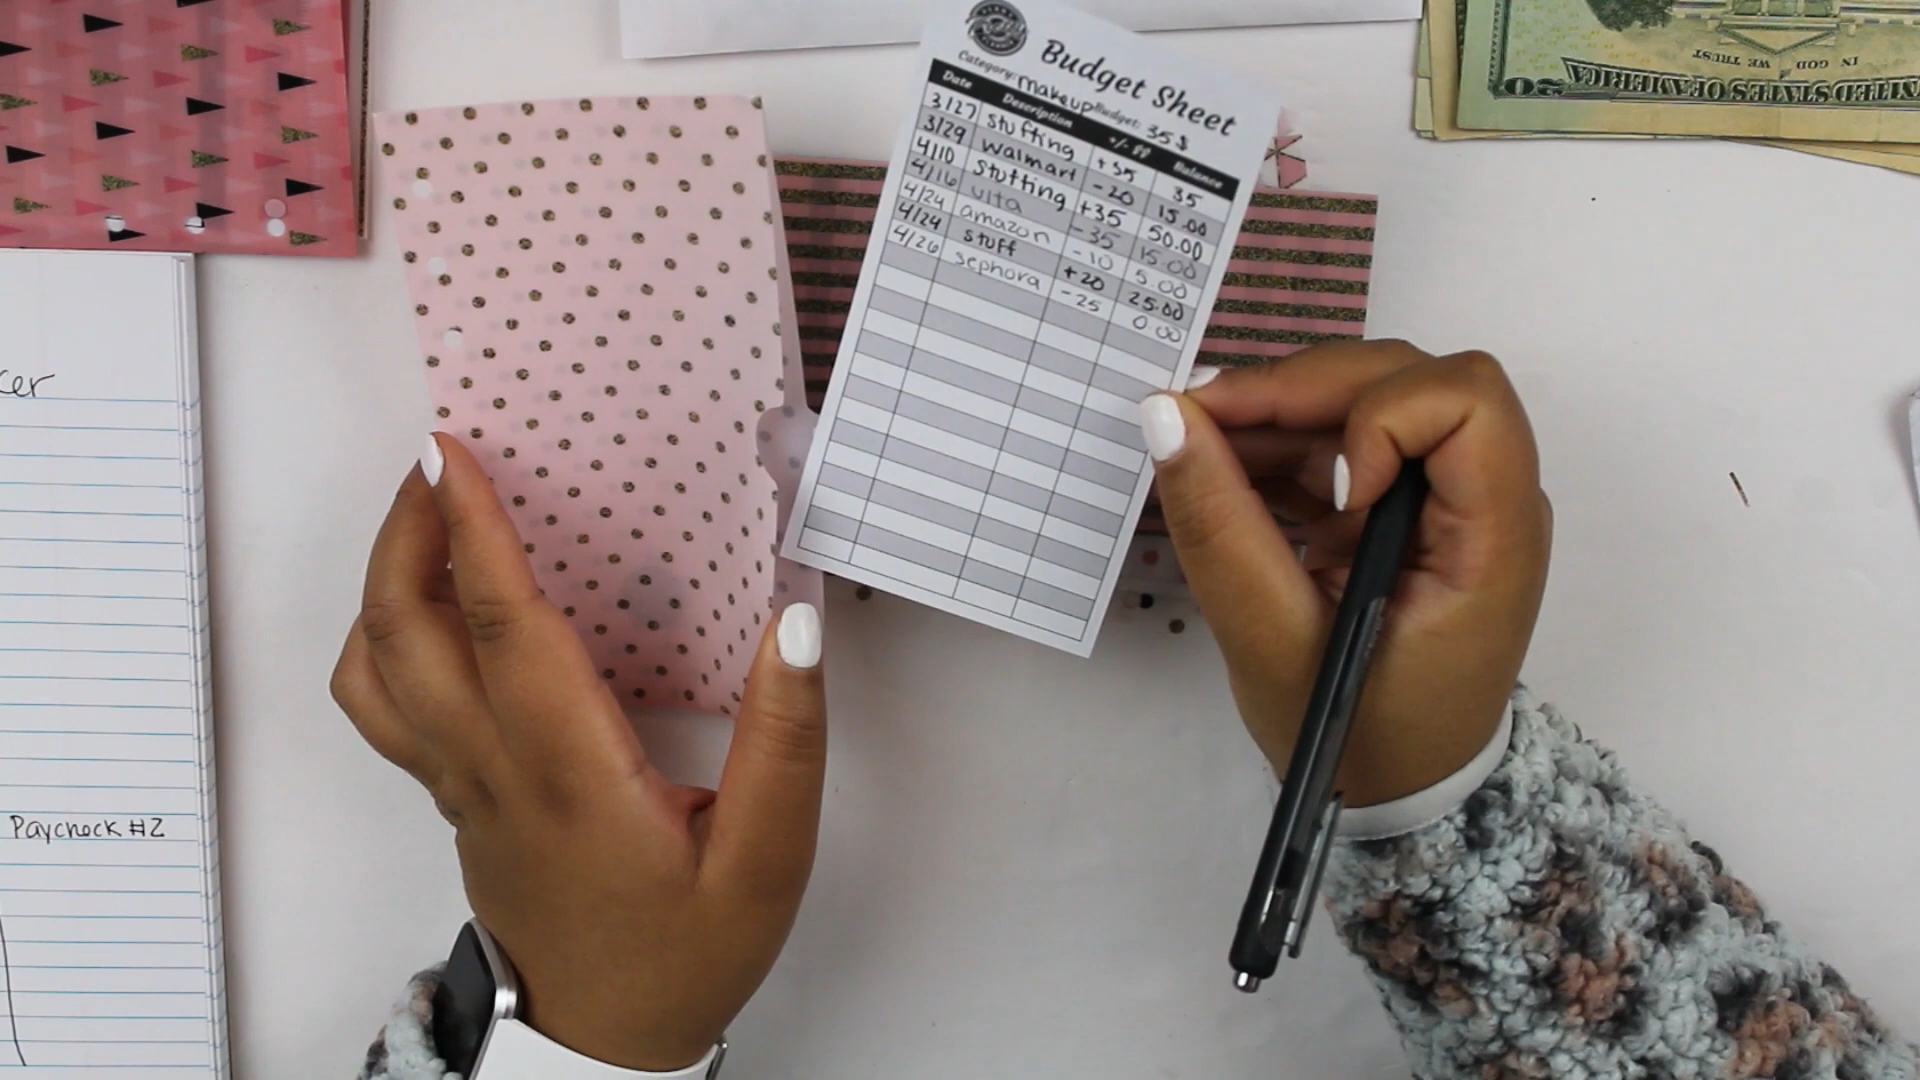 Budget Sheet
Category: makeup Budget: 35$
Date Description +/- $$ Balance
3/27 stuffing +35 35
3/29 walmart -20 15.00
4/10 stuffing +35 50.00
4/16 ulta -35 15.00
4/24 amazon -10 5.00
4/24 stuff +20 25.00
4/26 sephora -25 0.00
IN GOD WE TRUST
UNITED STATES OF AMERICA
20
cer
Paycheck #2